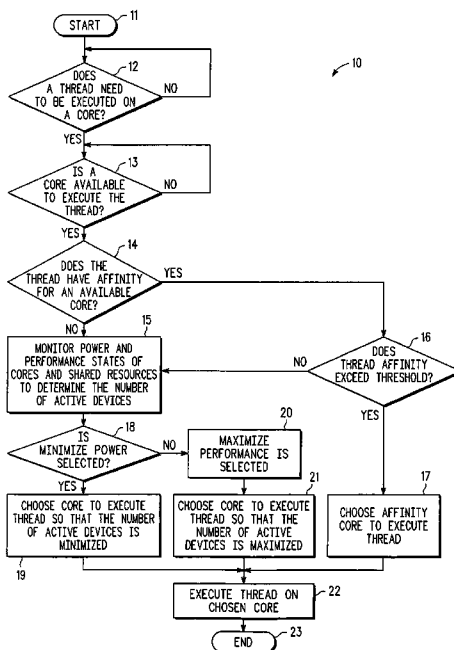 START
11
10
12
DOES
A THREAD NEED
TO BE EXECUTED ON
A CORE?
NO
YES
13
IS A
CORE AVAILABLE
TO EXECUTE THE
THREAD?
NO
YES
14
DOES THE
THREAD HAVE AFFINITY
FOR AN AVAILABLE
CORE?
YES
NO
15
MONITOR POWER AND
PERFORMANCE STATES OF
CORES AND SHARED RESOURCES
TO DETERMINE THE NUMBER
OF ACTIVE DEVICES
16
DOES
THREAD AFFINITY
EXCEED THRESHOLD?
NO
YES
18
IS
MINIMIZE POWER
SELECTED?
NO
YES
20
MAXIMIZE
PERFORMANCE IS
SELECTED
17
CHOOSE AFFINITY
CORE TO EXECUTE
THREAD
21
CHOOSE CORE TO EXECUTE
THREAD SO THAT THE
NUMBER OF ACTIVE
DEVICES IS MAXIMIZED
CHOOSE CORE TO EXECUTE
THREAD SO THAT THE NUMBER
OF ACTIVE DEVICES IS
MINIMIZED
19
EXECUTE THREAD ON
CHOSEN CORE
22
END
23